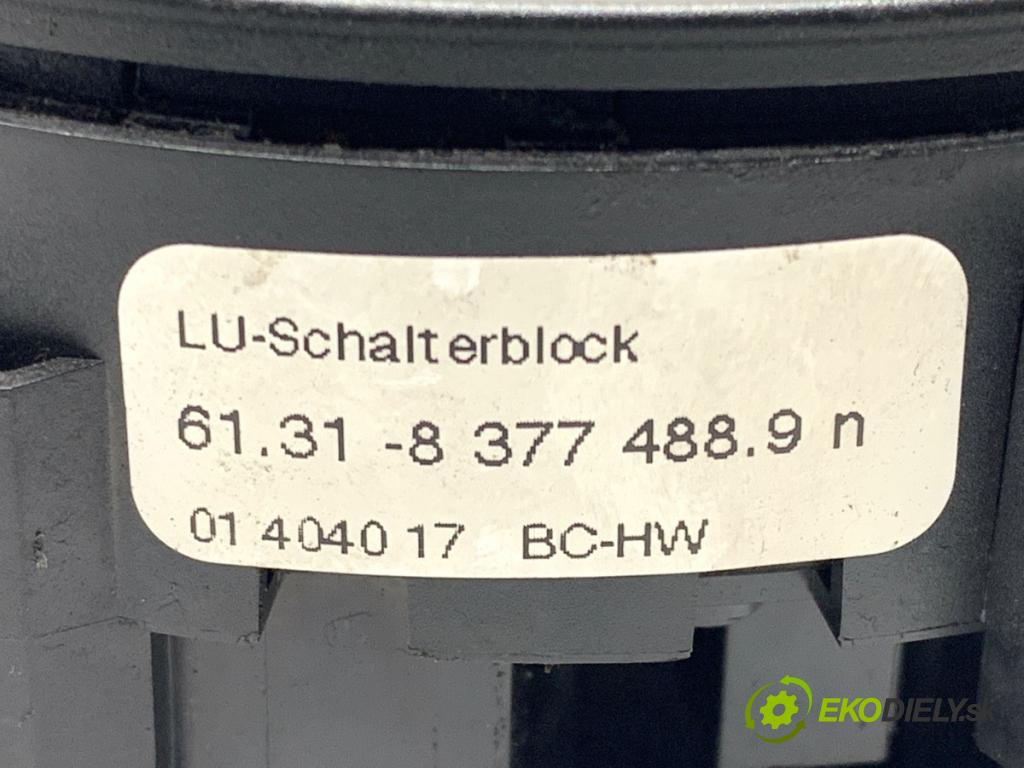 LU-Schalterblock
61.31 -8 377 488.9 n
01 4040 17 BC-HW
EKODIELY.sk